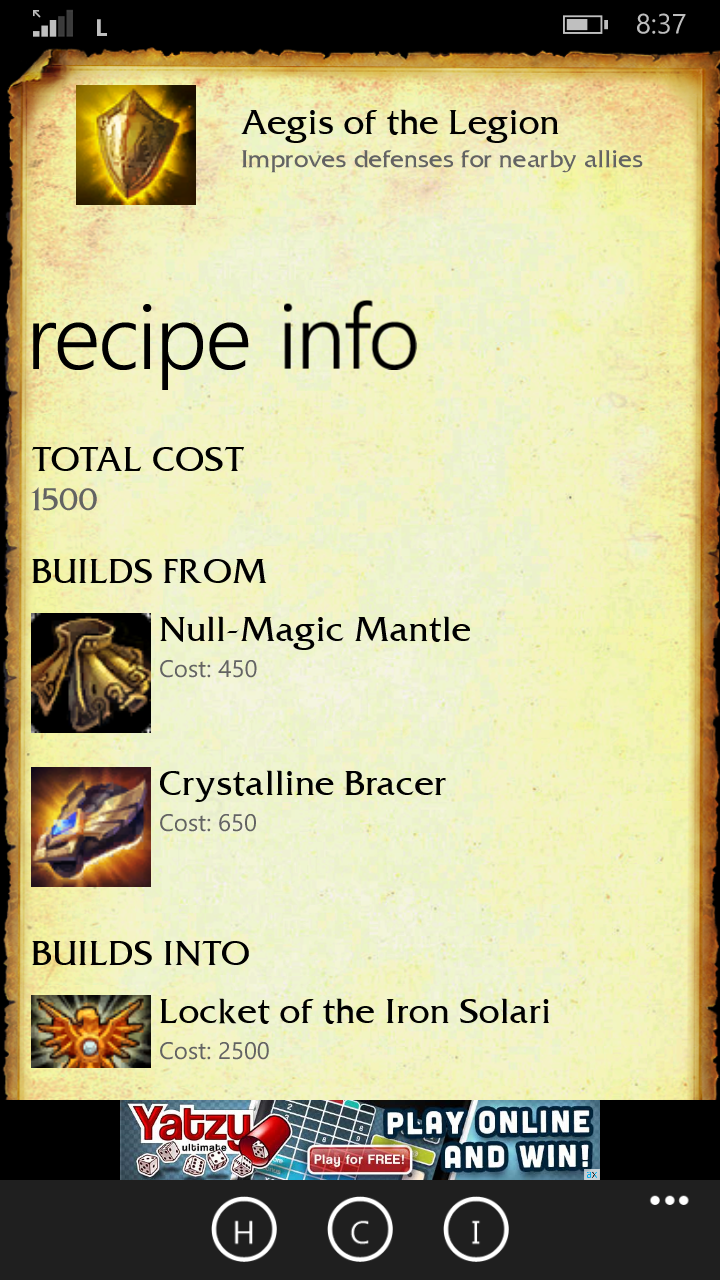 L
8:37
Aegis of the Legion
Improves defenses for nearby allies
recipe info
TOTAL COST
1500
BUILDS FROM
Null-Magic Mantle
Cost: 450
Crystalline Bracer
Cost: 650
BUILDS INTO
Locket of the Iron Solari
Cost: 2500
Yatzy
ultimate
Play for FREE!
PLAY ONLINE
AND WIN!
H
C
I